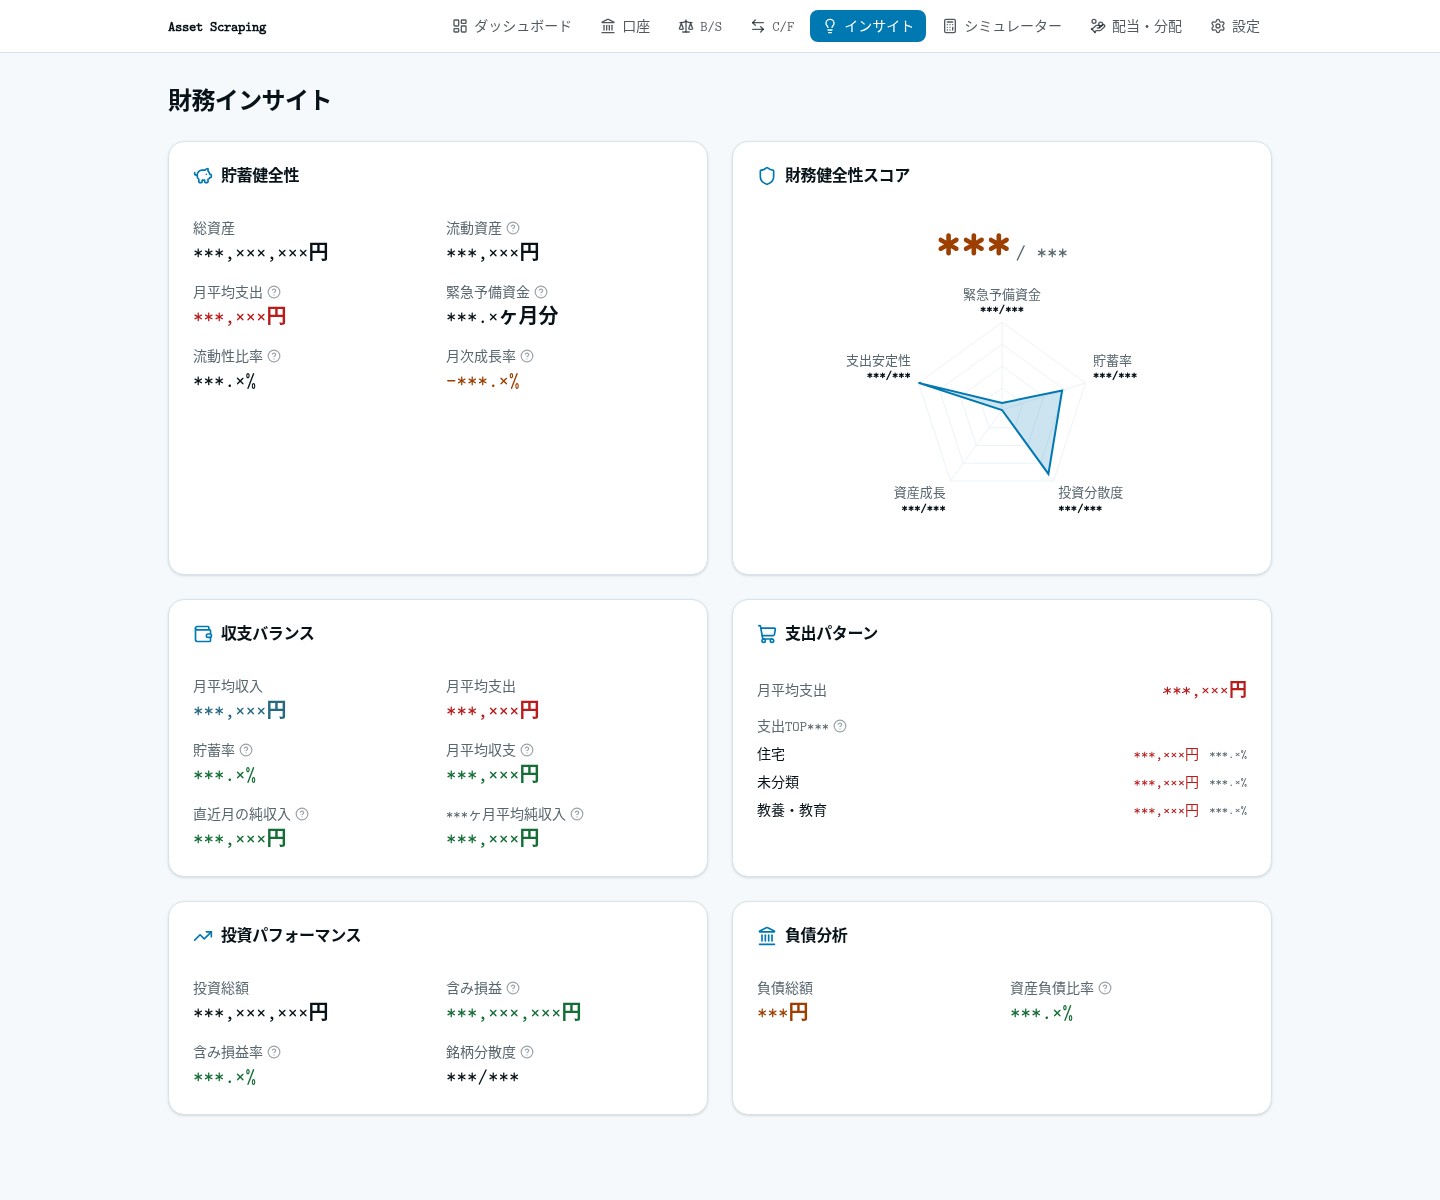 Asset Scraping
ダッシュボード
口座
B/S
C/F
インサイト
シミュレーター
配当・分配
設定
財務インサイト
貯蓄健全性
総資産
***,×××,×××円
流動資産
***,×××円
月平均支出
***,×××円
緊急予備資金
***.×ヶ月分
流動性比率
***.×%
月次成長率
-***.×%
財務健全性スコア
*** / ***
緊急予備資金
***/***
支出安定性
***/***
貯蓄率
***/***
資産成長
***/***
投資分散度
***/***
収支バランス
月平均収入
***,×××円
月平均支出
***,×××円
貯蓄率
***.×%
月平均収支
***,×××円
直近月の純収入
***,×××円
***ヶ月平均純収入
***,×××円
支出パターン
月平均支出 ***,×××円
支出TOP***
住宅 ***,×××円 ***.×%
未分類 ***,×××円 ***.×%
教養・教育 ***,×××円 ***.×%
投資パフォーマンス
投資総額
***,×××,×××円
含み損益
***,×××,×××円
含み損益率
***.×%
銘柄分散度
***/***
負債分析
負債総額
***円
資産負債比率
***.×%